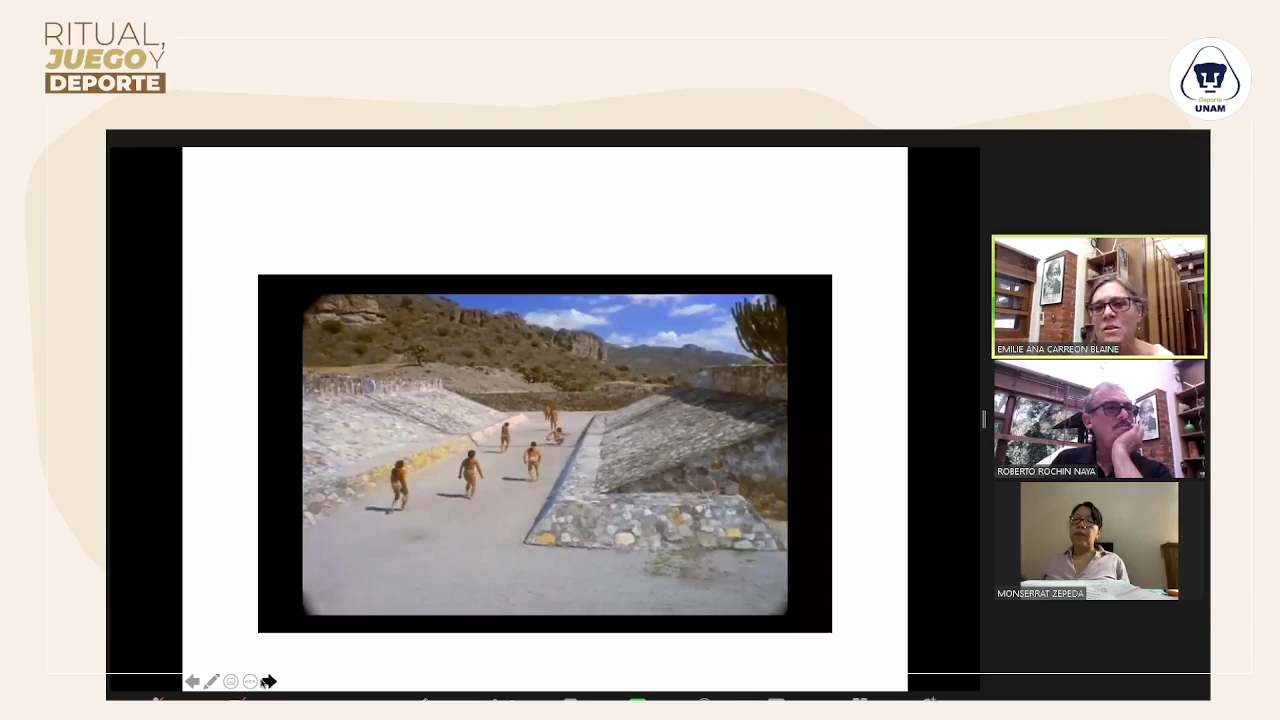 RITUAL,
JUEGO Y
DEPORTE
Deporte
UNAM
EMILIE ANA CARREON BLAINE
ROBERTO ROCHIN NAYA
MONSERRAT ZEPEDA